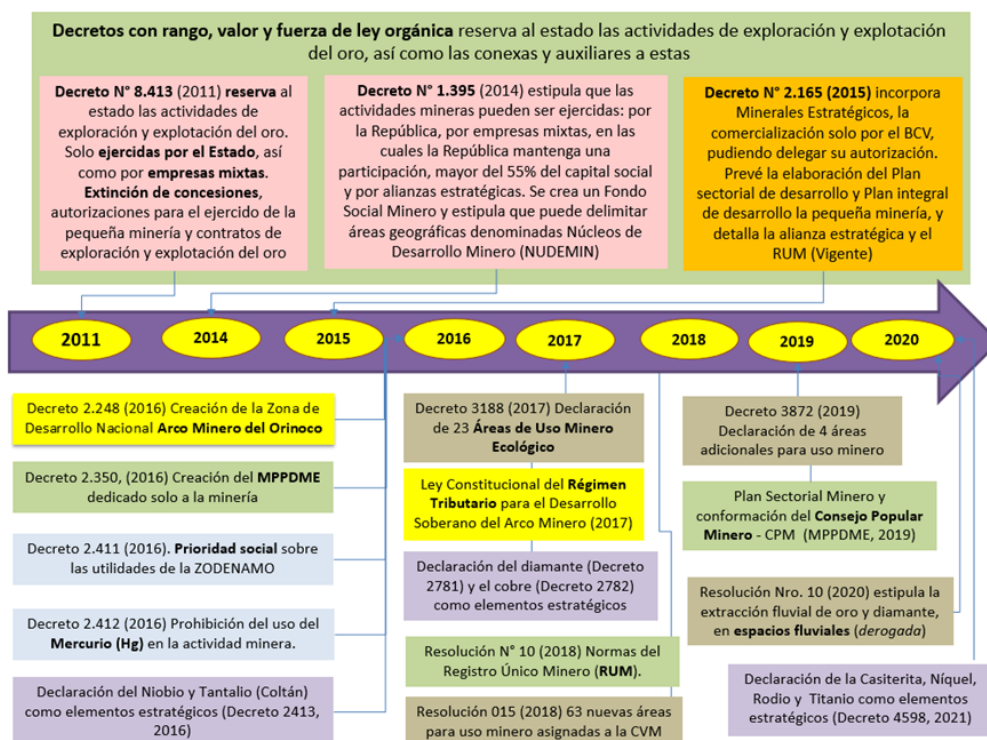 Decretos con rango, valor y fuerza de ley orgánica reserva al estado las actividades de exploración y explotación
del oro, así como las conexas y auxiliares a estas
Decreto N° 8.413 (2011) reserva al
estado las actividades de
exploración y explotación del oro.
Solo ejercidas por el Estado, así
como por empresas mixtas.
Extinción de concesiones,
autorizaciones para el ejercido de la
pequeña minería y contratos de
exploración y explotación del oro
Decreto N° 1.395 (2014) estipula que las
actividades mineras pueden ser ejercidas: por
la República, por empresas mixtas, en las
cuales la República mantenga una
participación, mayor del 55% del capital social
y por alianzas estratégicas. Se crea un Fondo
Social Minero y estipula que puede delimitar
áreas geográficas denominadas Núcleos de
Desarrollo Minero (NUDEMIN)
Decreto N° 2.165 (2015) incorpora
Minerales Estratégicos, la
comercialización solo por el BCV,
pudiendo delegar su autorización.
Prevé la elaboración del Plan
sectorial de desarrollo y Plan integral
de desarrollo la pequeña minería, y
detalla la alianza estratégica y el
RUM (Vigente)
2011
2014
2015
2016
2017
2018
2019
2020
Decreto 2.248 (2016) Creación de la Zona de
Desarrollo Nacional Arco Minero del Orinoco
Decreto 2.350, (2016) Creación del MPPDME
dedicado solo a la minería
Decreto 2.411 (2016). Prioridad social sobre
las utilidades de la ZODENAMO
Decreto 2.412 (2016) Prohibición del uso del
Mercurio (Hg) en la actividad minera.
Declaración del Niobio y Tantalio (Coltán)
como elementos estratégicos (Decreto 2413,
2016)
Decreto 3188 (2017) Declaración
de 23 Áreas de Uso Minero
Ecológico
Ley Constitucional del Régimen
Tributario para el Desarrollo
Soberano del Arco Minero (2017)
Declaración del diamante (Decreto
2781) y el cobre (Decreto 2782)
como elementos estratégicos
Resolución N° 10 (2018) Normas del
Registro Único Minero (RUM).
Resolución 015 (2018) 63 nuevas áreas
para uso minero asignadas a la CVM
Decreto 3872 (2019)
Declaración de 4 áreas
adicionales para uso minero
Plan Sectorial Minero y
conformación del Consejo Popular
Minero - CPM (MPPDME, 2019)
Resolución Nro. 10 (2020) estipula la
extracción fluvial de oro y diamante,
en espacios fluviales (derogada)
Declaración de la Casiterita, Níquel,
Rodio y Titanio como elementos
estratégicos (Decreto 4598, 2021)